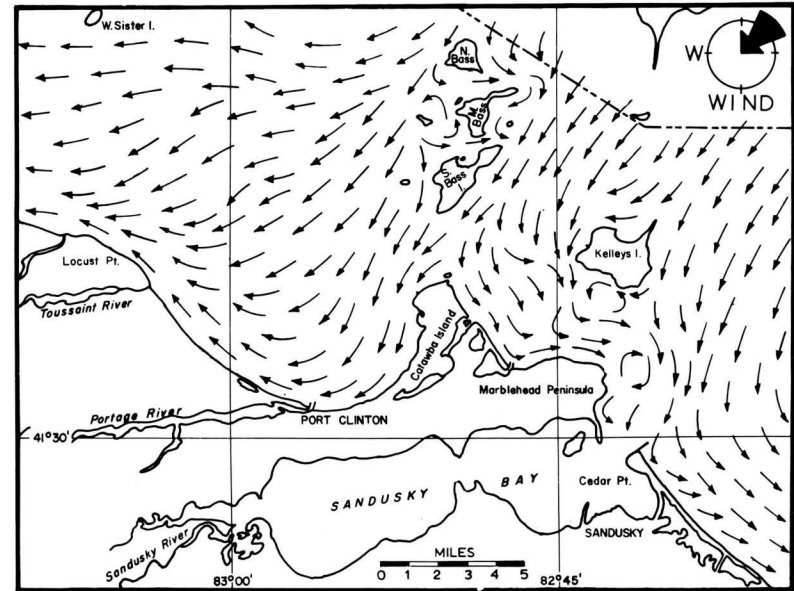 W. Sister I.
N.
Bass
M.
Bass
S.
Bass
I.
W
WIND
Kelleys I.
Locust Pt.
Toussaint River
Catawba Island
Marblehead Peninsula
Portage River
PORT CLINTON
41°30'
SANDUSKY BAY
Cedar Pt.
SANDUSKY
Sandusky River
MILES
0 1 2 3 4 5
83°00'
82°45'